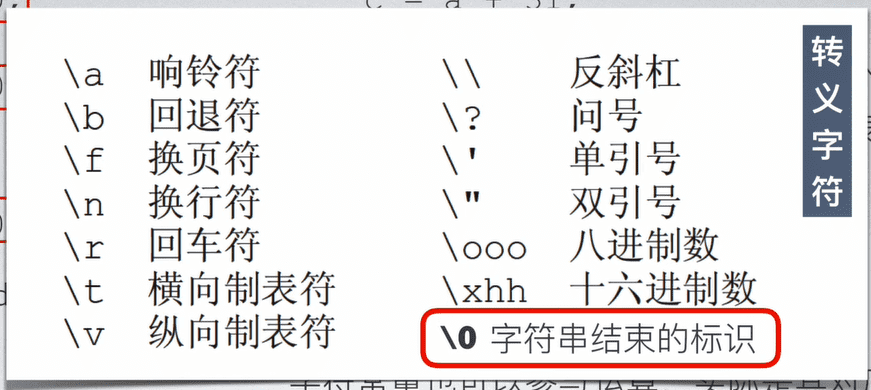 \a 响铃符
\b 回退符
\f 换页符
\n 换行符
\r 回车符
\t 横向制表符
\v 纵向制表符
\\ 反斜杠
\? 问号
\' 单引号
\" 双引号
\ooo 八进制数
\xhh 十六进制数
\0 字符串结束的标识
转义字符